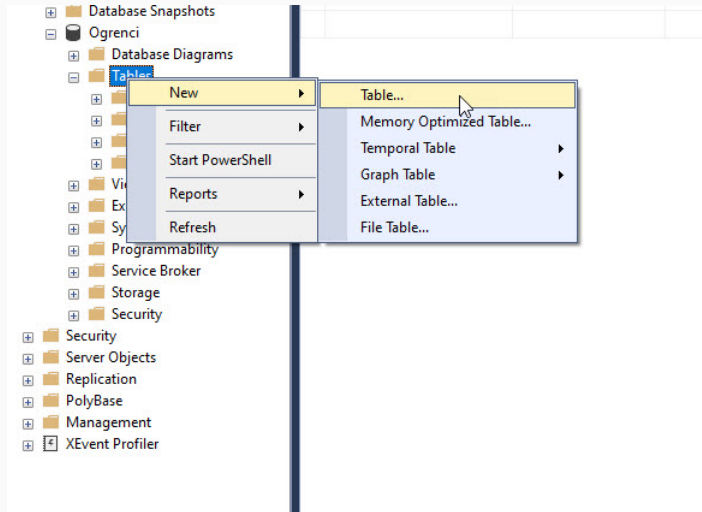 Database Snapshots
Ogrenci
Database Diagrams
Tables
New
Table...
Filter
Memory Optimized Table...
Start PowerShell
Temporal Table
Graph Table
Reports
External Table...
Refresh
File Table...
Programmability
Service Broker
Storage
Security
Security
Server Objects
Replication
PolyBase
Management
XEvent Profiler